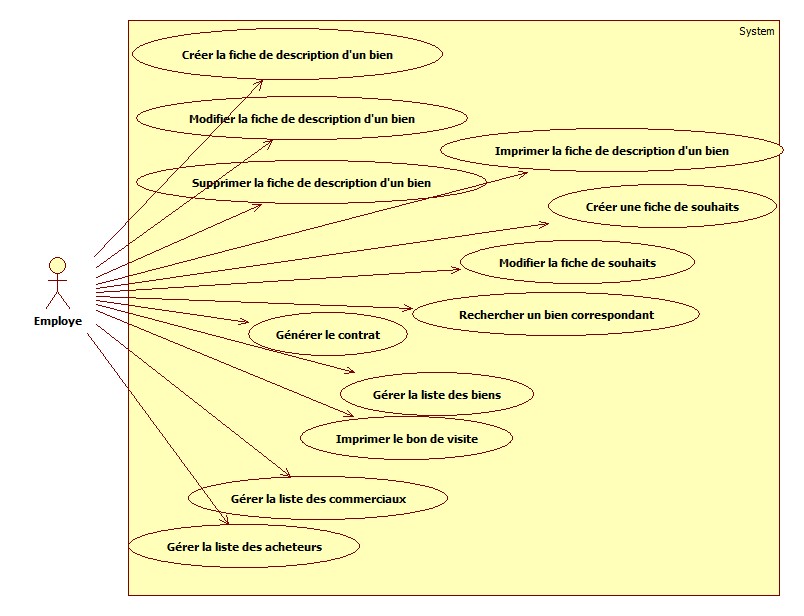 System
Créer la fiche de description d'un bien
Modifier la fiche de description d'un bien
Imprimer la fiche de description d'un bien
Supprimer la fiche de description d'un bien
Créer une fiche de souhaits
Modifier la fiche de souhaits
Rechercher un bien correspondant
Employe
Générer le contrat
Gérer la liste des biens
Imprimer le bon de visite
Gérer la liste des commerciaux
Gérer la liste des acheteurs